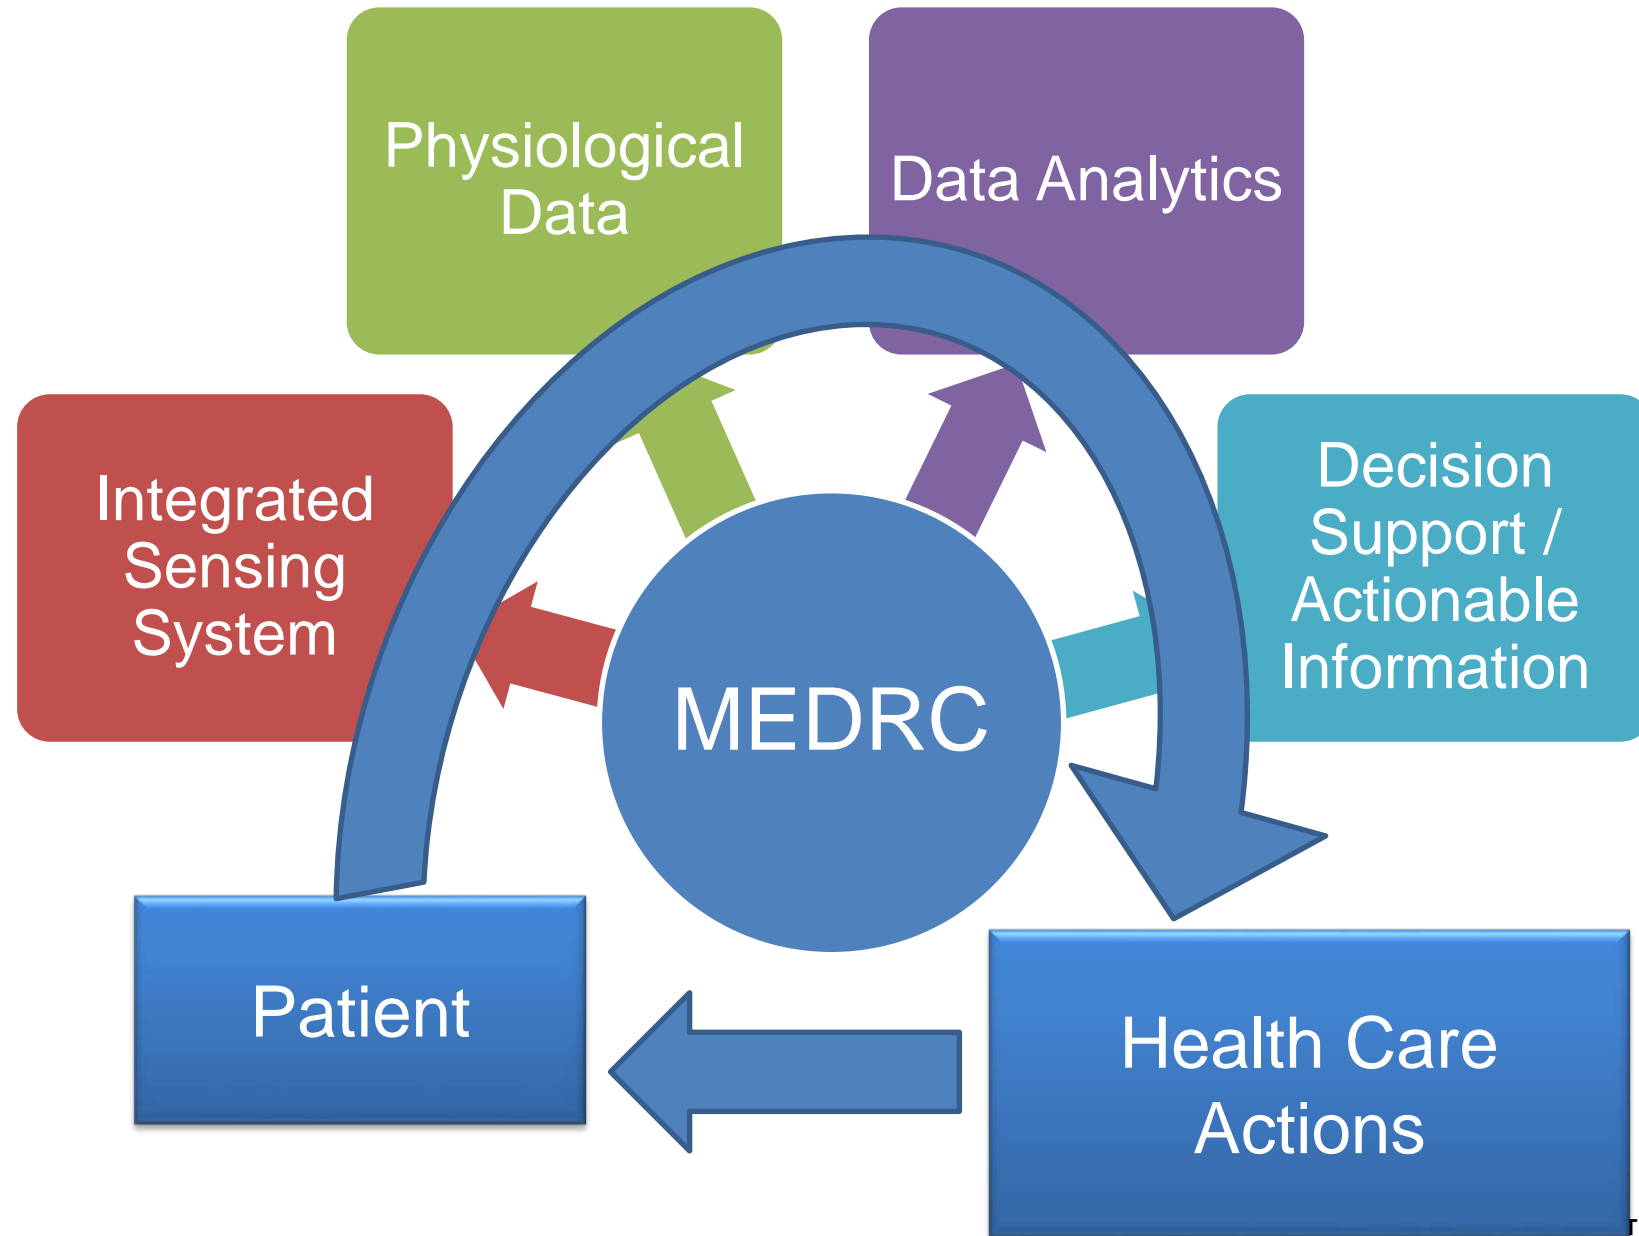 Physiological
Data
Data Analytics
Integrated
Sensing
System
Decision
Support /
Actionable
Information
MEDRC
Patient
Health Care
Actions